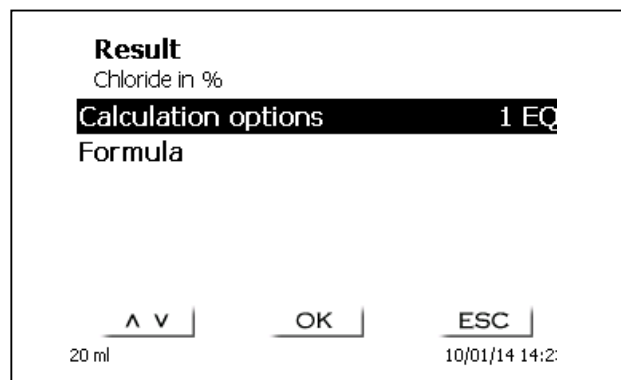 Result
Chloride in %
Calculation options 1 EQ
Formula
∧ ∨ OK ESC
20 ml 10/01/14 14:2